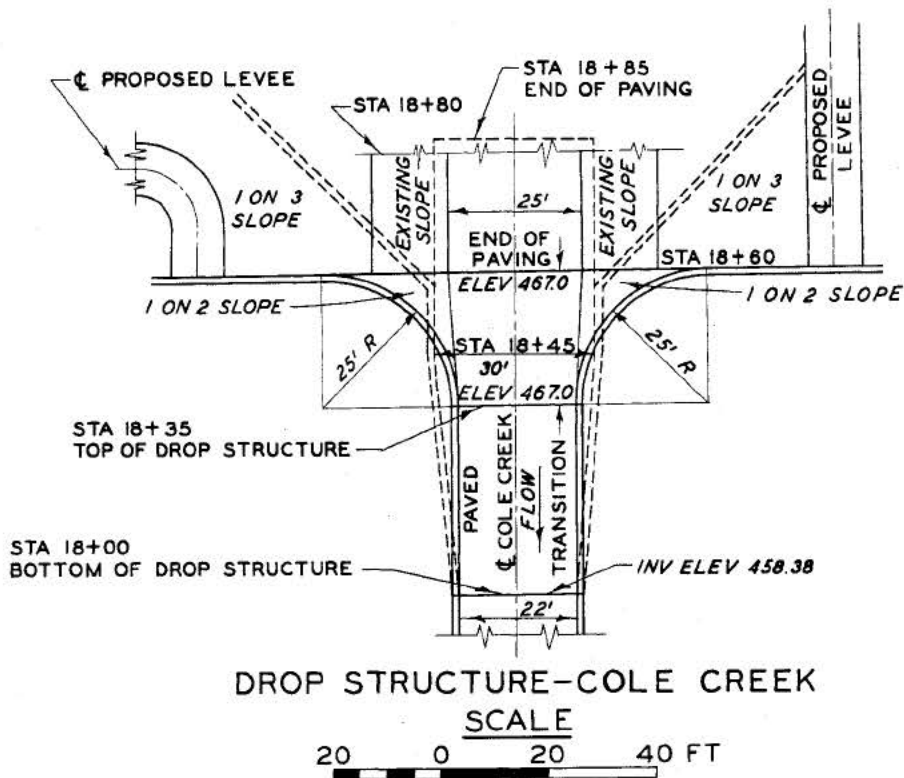 ℄ PROPOSED LEVEE
STA 18+80
STA 18+85
END OF PAVING
℄ PROPOSED
LEVEE
1 ON 3
SLOPE
EXISTING
SLOPE
25'
EXISTING
SLOPE
1 ON 3
SLOPE
END OF
PAVING
STA 18+60
ELEV 467.0
1 ON 2 SLOPE
1 ON 2 SLOPE
25' R
STA 18+45
30'
25' R
ELEV 467.0
STA 18+35
TOP OF DROP STRUCTURE
PAVED
℄ COLE CREEK
FLOW
TRANSITION
STA 18+00
BOTTOM OF DROP STRUCTURE
INV ELEV 458.38
22'
DROP STRUCTURE-COLE CREEK
SCALE
20 0 20 40 FT